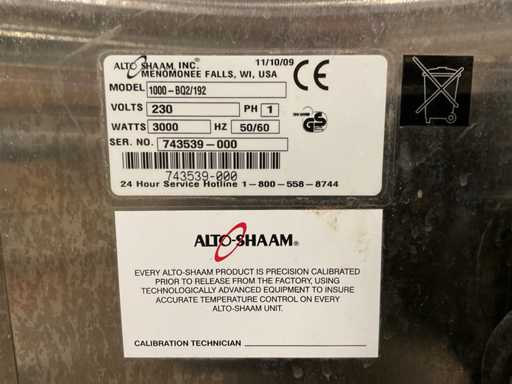 ALTO SHAAM, INC.
11/10/09
MENOMONEE FALLS, WI, USA
CE
MODEL 1000-BQ2/192
VOLTS 230 PH 1
WATTS 3000 HZ 50/60
GS
SER. NO. 743539-000
743539-000
24 Hour Service Hotline 1-800-558-8744
ALTO-SHAAM®
EVERY ALTO-SHAAM PRODUCT IS PRECISION CALIBRATED
PRIOR TO RELEASE FROM THE FACTORY, USING
TECHNOLOGICALLY ADVANCED EQUIPMENT TO INSURE
ACCURATE TEMPERATURE CONTROL ON EVERY
ALTO-SHAAM UNIT.
CALIBRATION TECHNICIAN